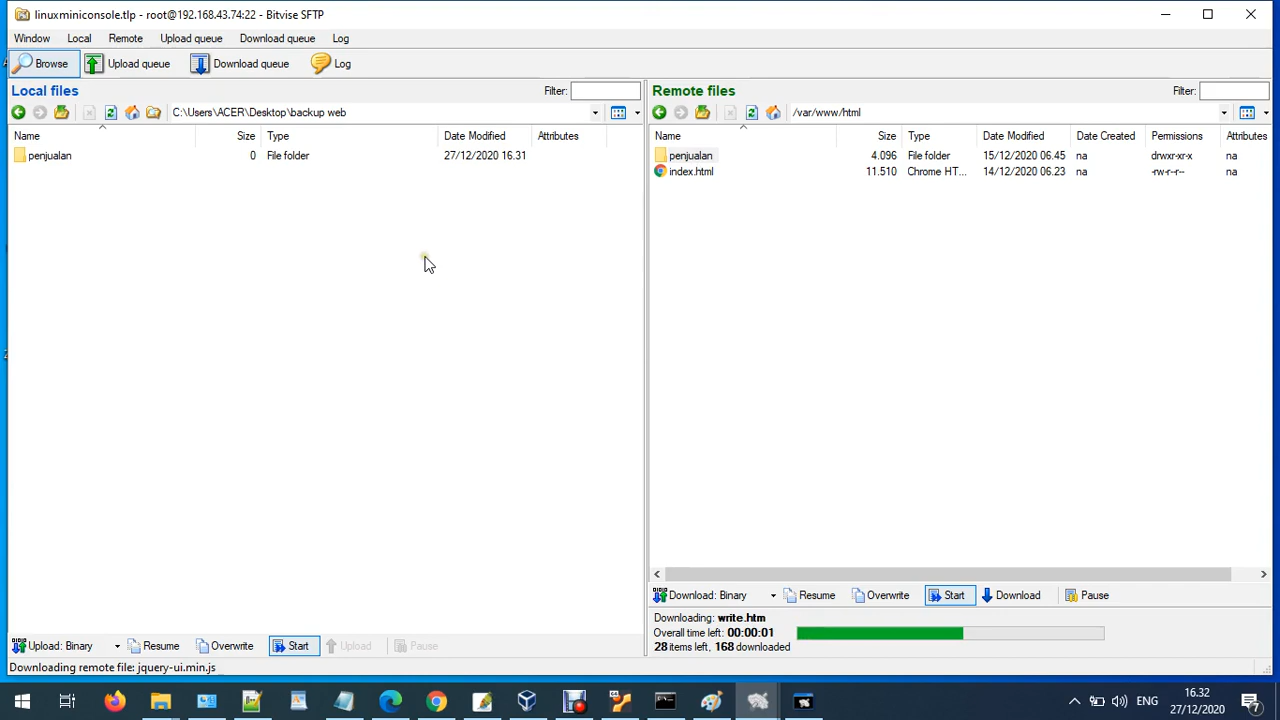 linuxminiconsole.tlp - root@192.168.43.74:22 - Bitvise SFTP
Window Local Remote Upload queue Download queue Log
Browse Upload queue Download queue Log
Local files Filter:
C:\Users\ACER\Desktop\backup web
Name Size Type Date Modified Attributes
penjualan 0 File folder 27/12/2020 16.31
Upload: Binary Resume Overwrite Start Upload Pause
Remote files Filter:
/var/www/html
Name Size Type Date Modified Date Created Permissions Attributes
penjualan 4.096 File folder 15/12/2020 06.45 na drwxr-xr-x na
index.html 11.510 Chrome HT... 14/12/2020 06.23 na -rw-r--r-- na
Download: Binary Resume Overwrite Start Download Pause
Downloading: write.htm
Overall time left: 00:00:01
28 items left, 168 downloaded
Downloading remote file: jquery-ui.min.js
ENG
16.32
27/12/2020
7